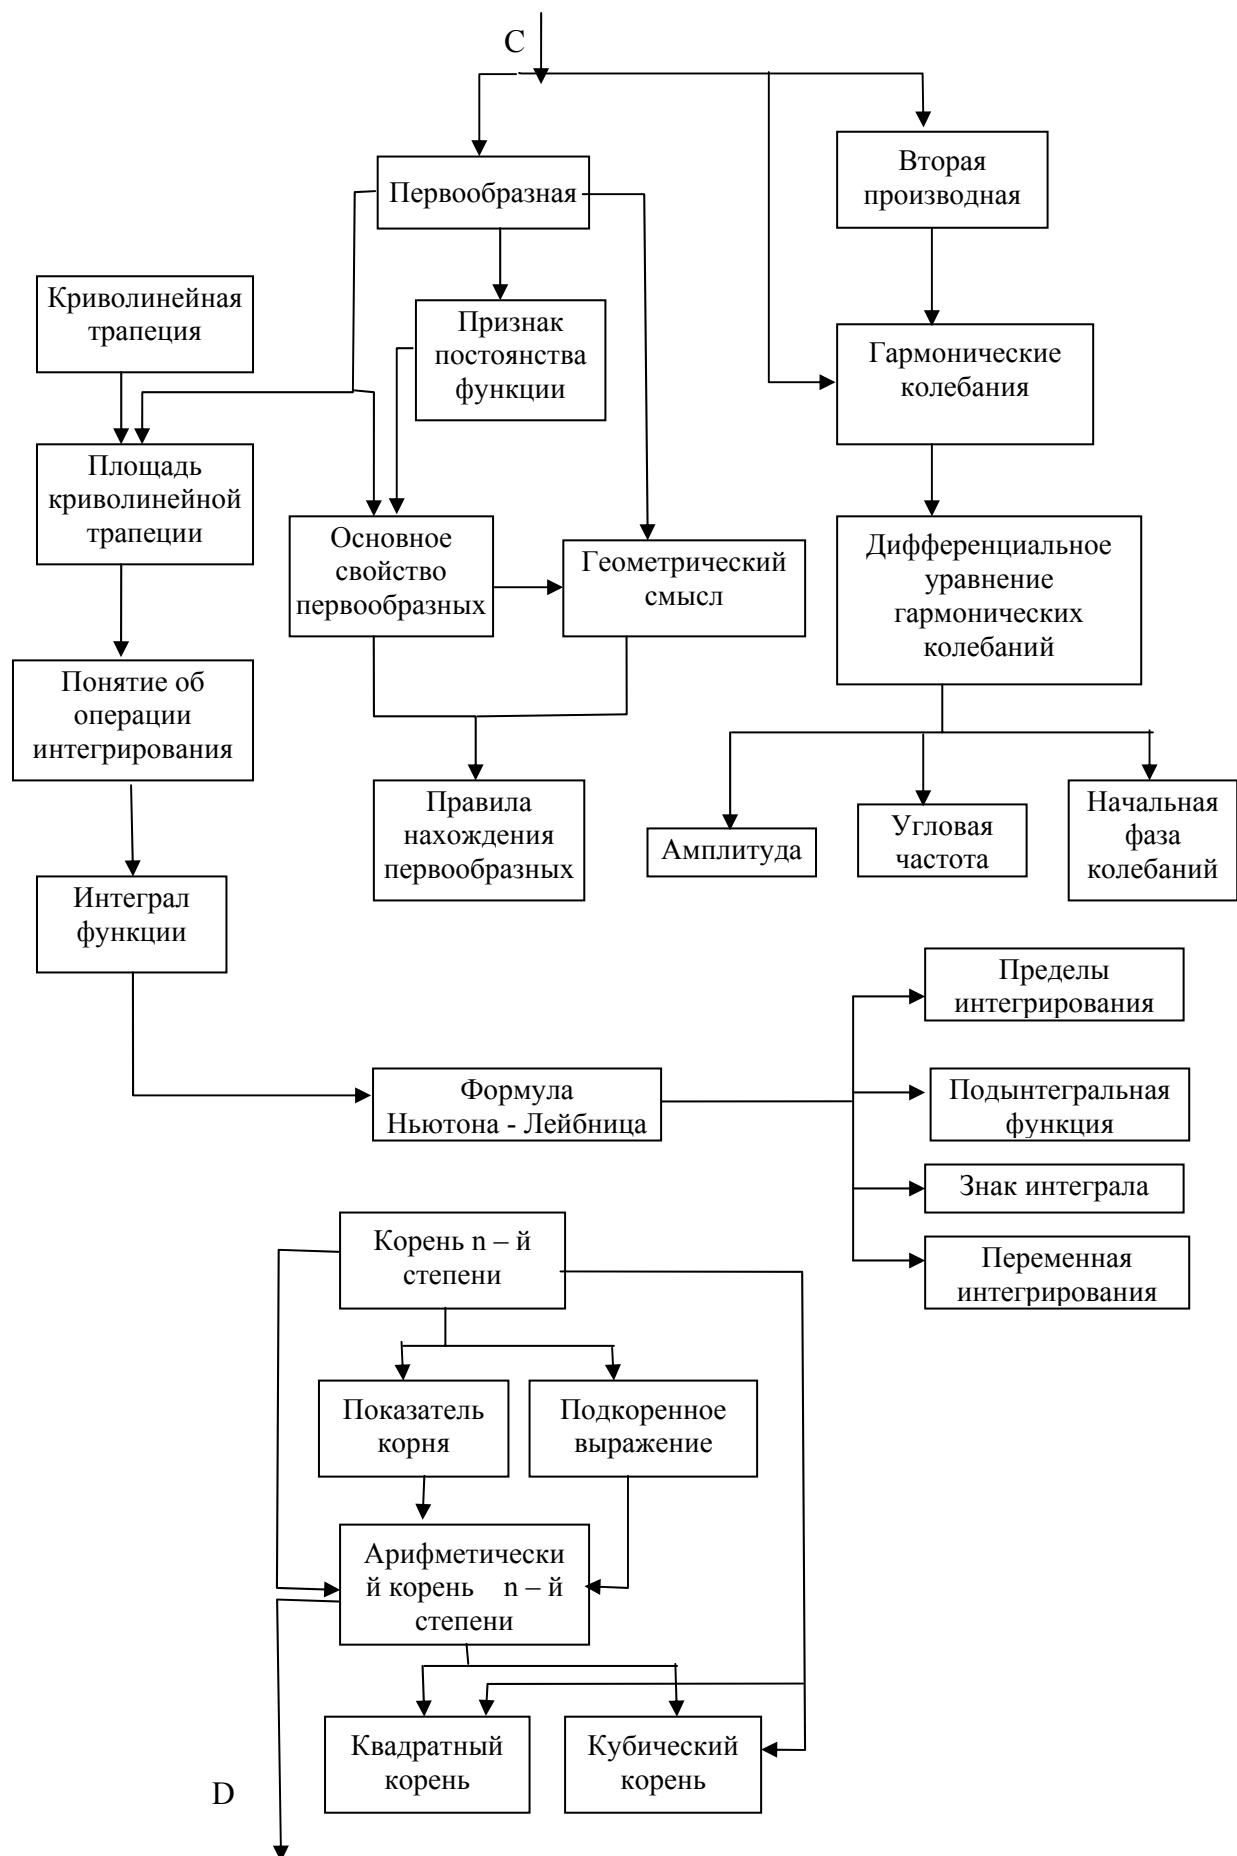 C
Вторая
производная
Первообразная
Криволинейная
трапеция
Признак
постоянства
функции
Гармонические
колебания
Площадь
криволинейной
трапеции
Основное
свойство
первообразных
Геометрический
смысл
Дифференциальное
уравнение
гармонических
колебаний
Понятие об
операции
интегрирования
Правила
нахождения
первообразных
Амплитуда
Угловая
частота
Начальная
фаза
колебаний
Интеграл
функции
Пределы
интегрирования
Формула
Ньютона - Лейбница
Подынтегральная
функция
Знак интеграла
Переменная
интегрирования
Корень n – й
степени
Показатель
корня
Подкоренное
выражение
Арифметически
й корень n – й
степени
Квадратный
корень
Кубический
корень
D